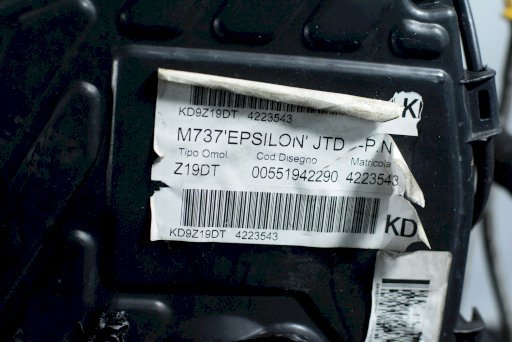 KD9Z19DT 4223543
K
M737'EPSILON' JTD -P N
Tipo Omol. Cod.Disegno Matricola
Z19DT 00551942290 4223543
KD
KD9Z19DT 4223543